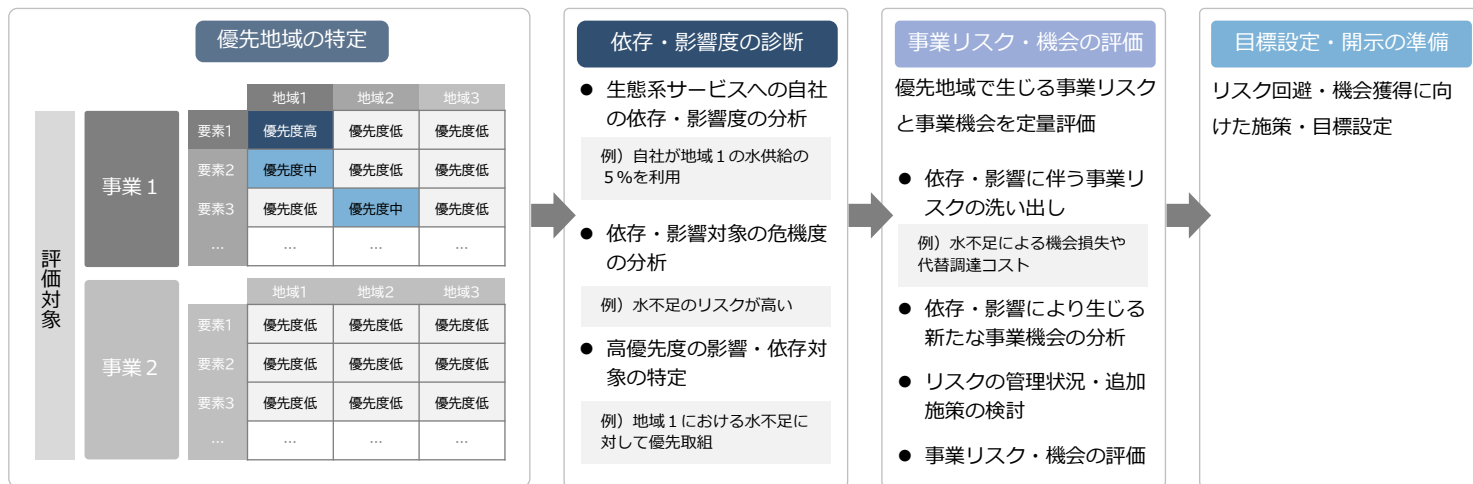 優先地域の特定
評価対象
事業1
地域1 地域2 地域3
要素1 優先度高 優先度低 優先度低
要素2 優先度中 優先度低 優先度低
要素3 優先度低 優先度中 優先度低
… … … …
事業2
地域1 地域2 地域3
要素1 優先度低 優先度低 優先度低
要素2 優先度低 優先度低 優先度低
要素3 優先度低 優先度低 優先度低
… … … …
依存・影響度の診断
● 生態系サービスへの自社
の依存・影響度の分析
例）自社が地域１の水供給の
５%を利用
● 依存・影響対象の危機度
の分析
例）水不足のリスクが高い
● 高優先度の影響・依存対
象の特定
例）地域１における水不足に
対して優先取組
事業リスク・機会の評価
優先地域で生じる事業リスク
と事業機会を定量評価
● 依存・影響に伴う事業リ
スクの洗い出し
例）水不足による機会損失や
代替調達コスト
● 依存・影響により生じる
新たな事業機会の分析
● リスクの管理状況・追加
施策の検討
● 事業リスク・機会の評価
目標設定・開示の準備
リスク回避・機会獲得に向
けた施策・目標設定